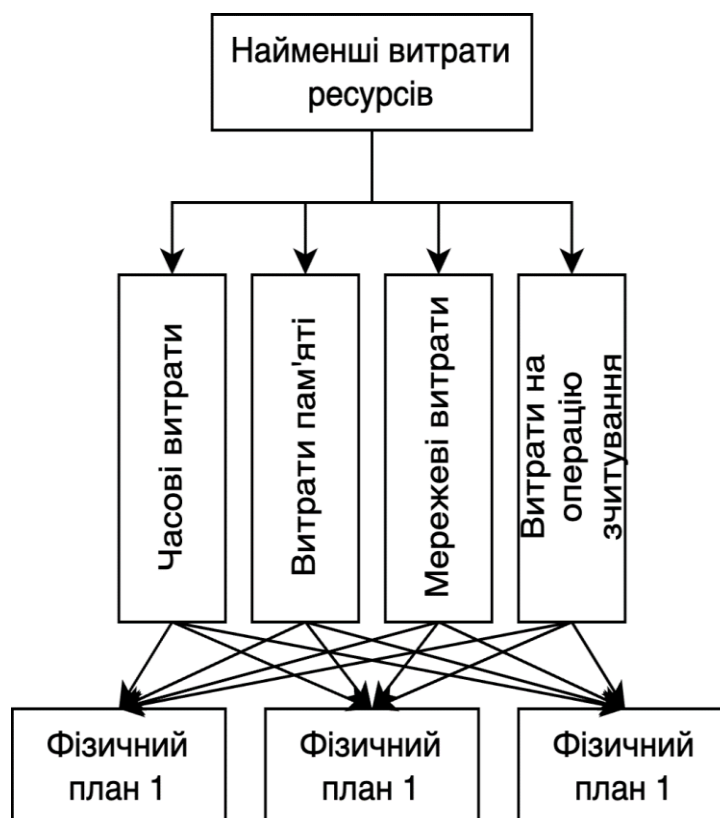 Найменші витрати
ресурсів
Часові витрати
Витрати пам'яті
Мережеві витрати
Витрати на
операцію
зчитування
Фізичний
план 1
Фізичний
план 1
Фізичний
план 1